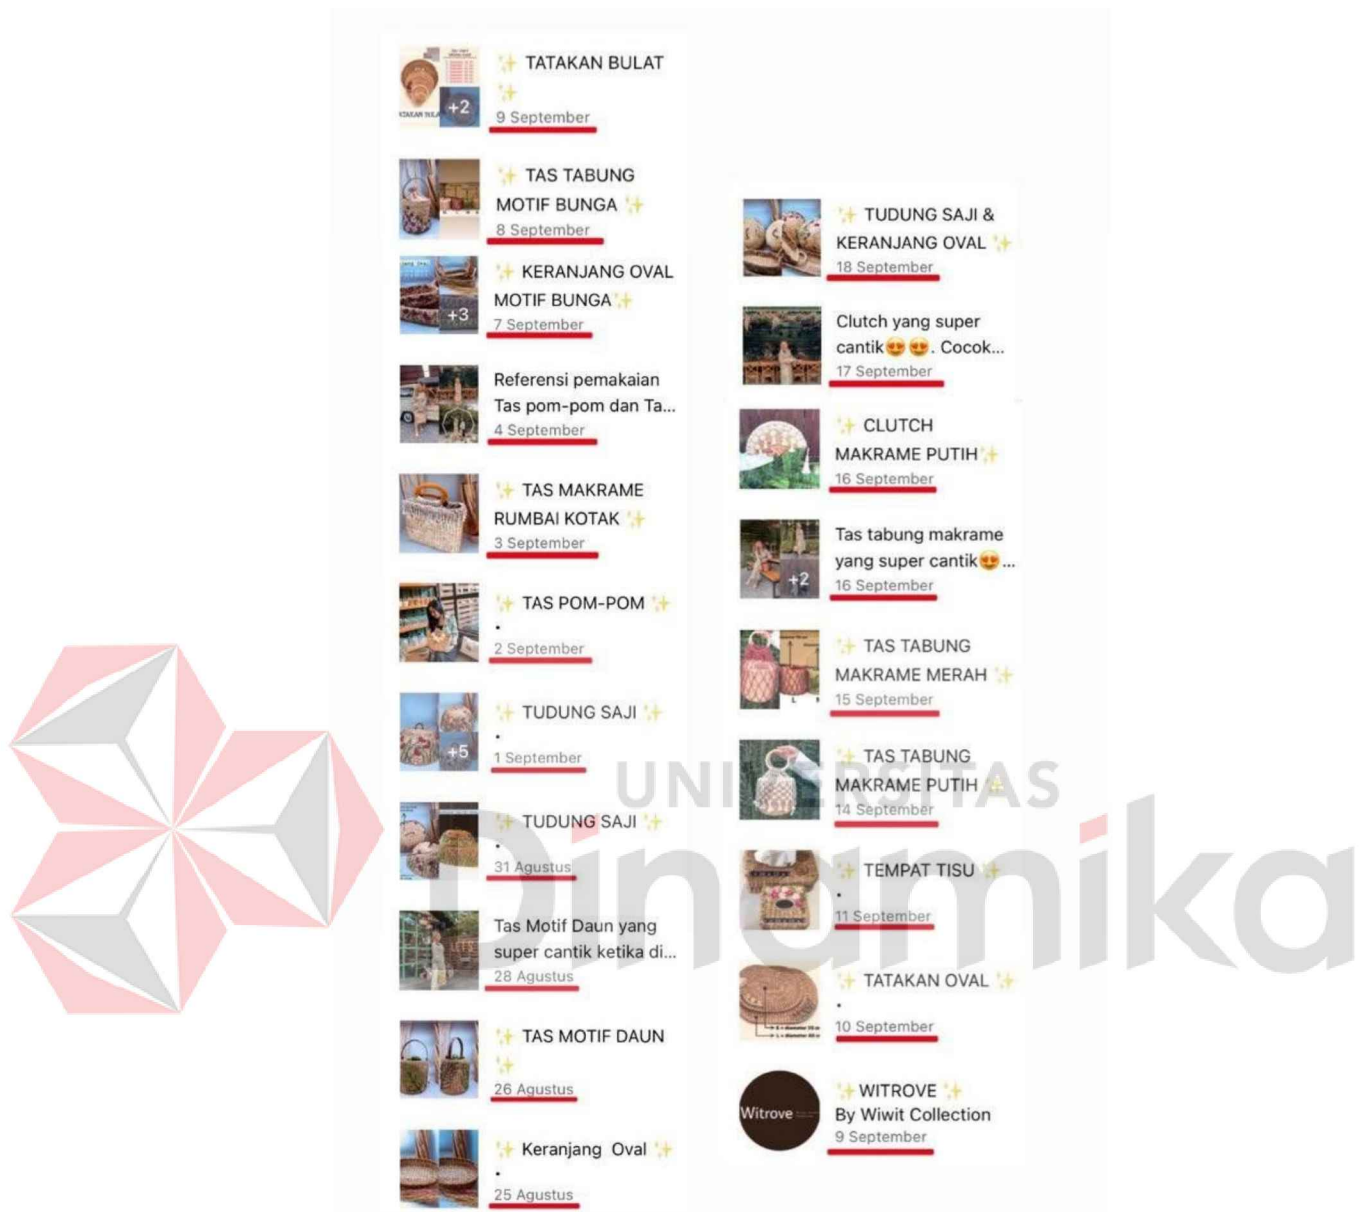 ✨ TATAKAN BULAT
✨
+2
9 September
✨ TAS TABUNG
MOTIF BUNGA ✨
8 September
✨ KERANJANG OVAL
MOTIF BUNGA✨
+3
7 September
Referensi pemakaian
Tas pom-pom dan Ta...
4 September
✨ TAS MAKRAME
RUMBAI KOTAK ✨
3 September
✨ TAS POM-POM ✨
.
2 September
✨ TUDUNG SAJI ✨
.
+5
1 September
✨ TUDUNG SAJI ✨
.
31 Agustus
Tas Motif Daun yang
super cantik ketika di...
28 Agustus
✨ TAS MOTIF DAUN
✨
26 Agustus
✨ Keranjang Oval ✨
.
25 Agustus
✨ TUDUNG SAJI &
KERANJANG OVAL ✨
18 September
Clutch yang super
cantik😍😍. Cocok...
17 September
✨ CLUTCH
MAKRAME PUTIH✨
16 September
Tas tabung makrame
yang super cantik😍...
+2
16 September
✨ TAS TABUNG
MAKRAME MERAH ✨
L
15 September
✨ TAS TABUNG
MAKRAME PUTIH ✨
14 September
✨ TEMPAT TISU ✨
.
11 September
✨ TATAKAN OVAL ✨
.
10 September
Witrove
✨ WITROVE ✨
By Wiwit Collection
9 September
UNIVERSITAS
Dinamika